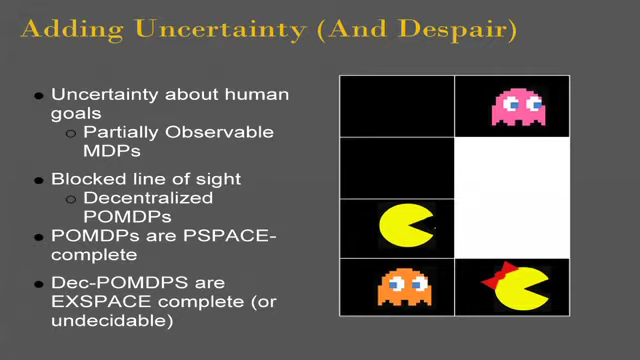 Adding Uncertainty (And Despair)
Uncertainty about human
goals
Partially Observable
MDPs
Blocked line of sight
Decentralized
POMDPs
POMDPs are PSPACE-
complete
Dec-POMDPS are
EXSPACE complete (or
undecidable)